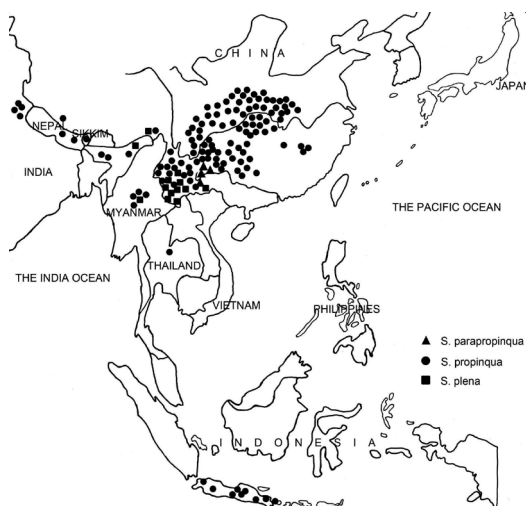 CHINA
JAPAN
NEPAL
SIKKIM
INDIA
MYANMAR
THE PACIFIC OCEAN
THE INDIA OCEAN
THAILAND
VIETNAM
PHILIPPINES
S. parapropinqua
S. propinqua
S. plena
INDONESIA